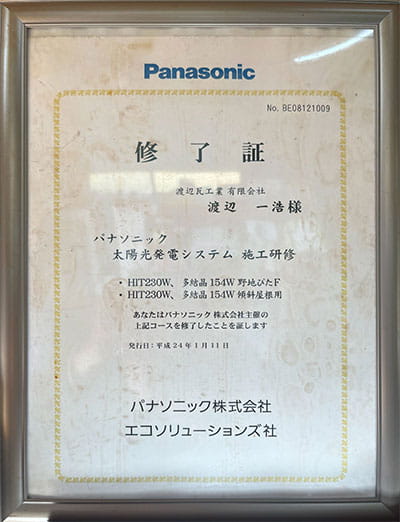 Panasonic
No. BE08121009
修了証
渡辺瓦工業 有限会社
渡辺 一浩様
パナソニック
太陽光発電システム 施工研修
・HIT230W、多結晶 154W 野地ぴたF
・HIT230W、多結晶 154W 傾斜屋根用
あなたはパナソニック 株式会社主催の
上記コースを修了したことを証します
発行日：平成 24年 1月 11日
パナソニック株式会社
エコソリューションズ社